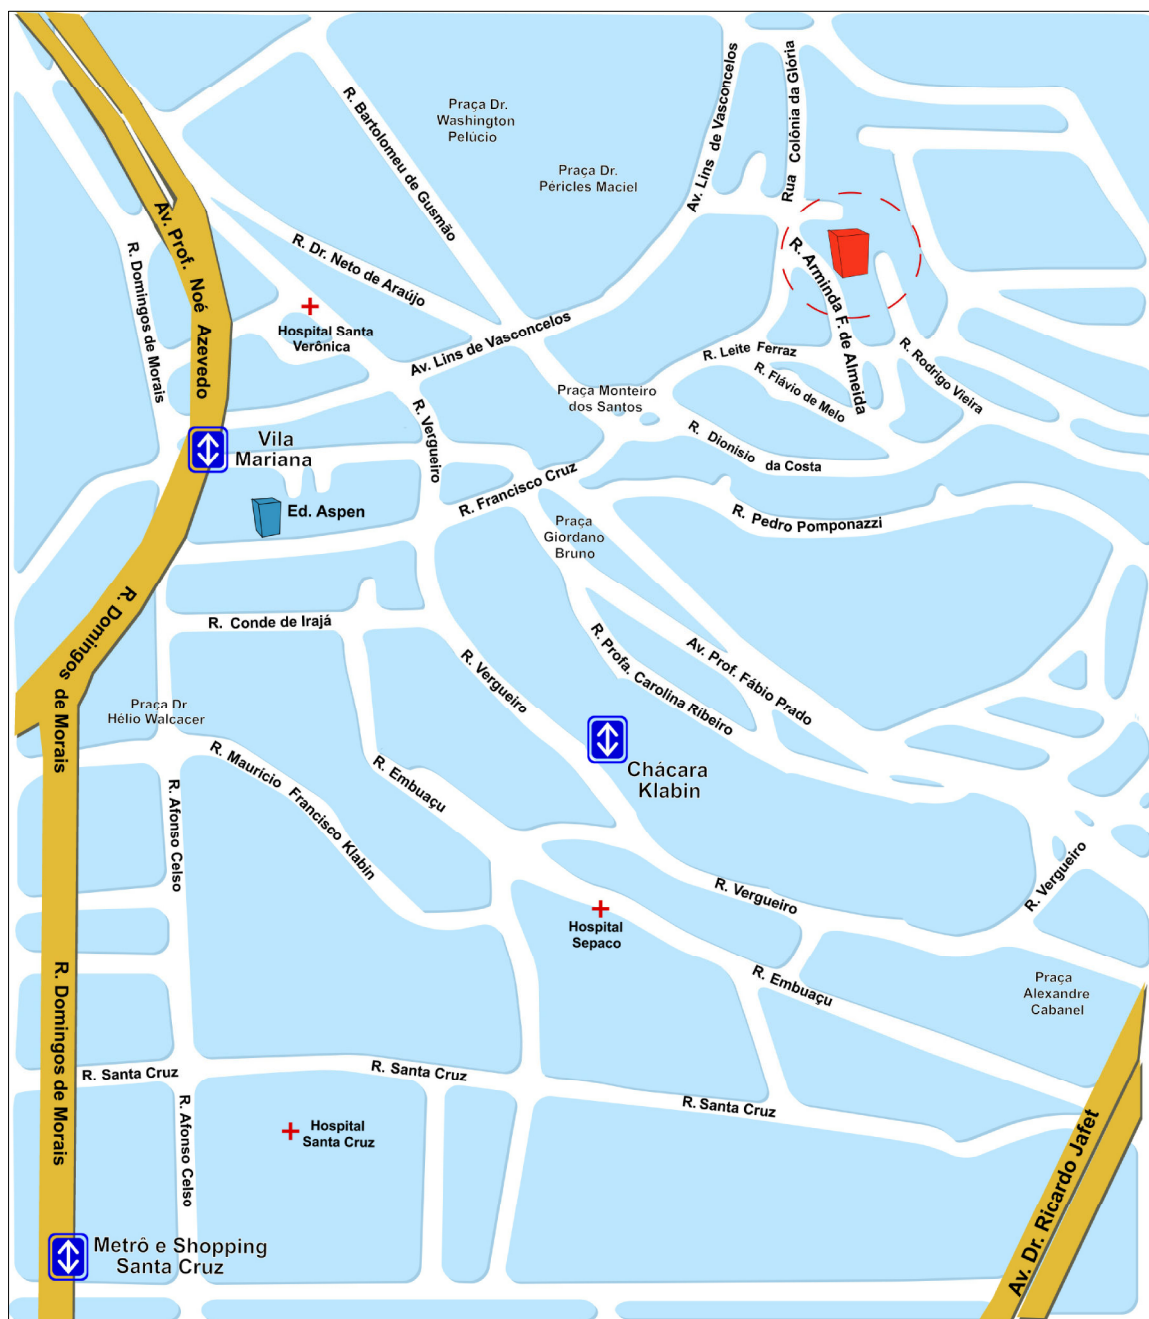 Av. Lins de Vasconcelos
Rua Colônia da Glória
R. Bartolomeu de Gusmão
Praça Dr.
Washington
Pelúcio
Praça Dr.
Péricles Maciel
Av. Prof. Noé Azevedo
R. Domingos de Morais
R. Dr. Neto de Araújo
R. Arminda F. de Almeida
Hospital Santa
Verônica
Av. Lins de Vasconcelos
R. Leite Ferraz
R. Flávio de Melo
R. Rodrigo Vieira
Praça Monteiro
dos Santos
R. Vergueiro
R. Dionísio da Costa
Vila
Mariana
R. Francisco Cruz
Ed. Aspen
Praça
Giordano
Bruno
R. Pedro Pomponazzi
R. Domingos de Morais
R. Conde de Irajá
R. Vergueiro
R. Profa. Carolina Ribeiro
Av. Prof. Fábio Prado
Praça Dr
Hélio Walcacer
R. Maurício Francisco Klabin
R. Embuaçu
Chácara
Klabin
R. Afonso Celso
R. Vergueiro
R. Vergueiro
Hospital
Sepaco
R. Embuaçu
Praça
Alexandre
Cabanel
R. Domingos de Morais
R. Santa Cruz
R. Santa Cruz
R. Santa Cruz
R. Afonso Celso
Hospital
Santa Cruz
Av. Dr. Ricardo Jafet
Metrô e Shopping
Santa Cruz